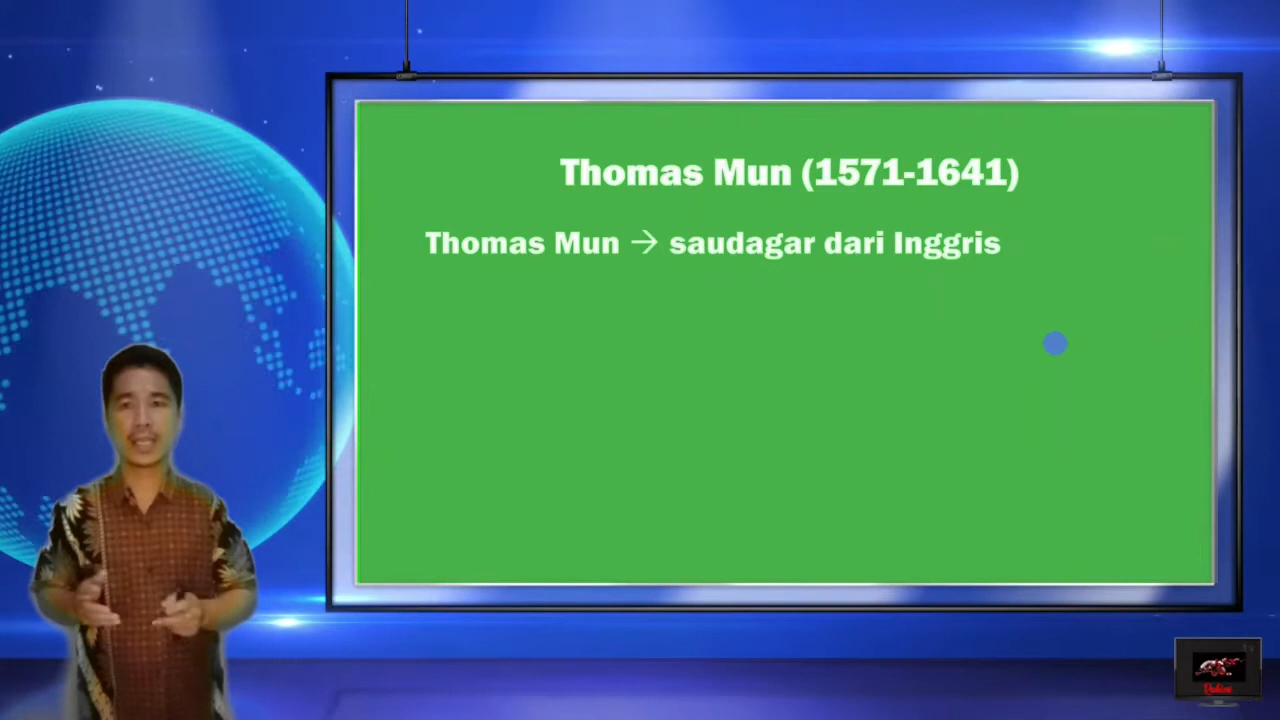 Thomas Mun (1571-1641)
Thomas Mun → saudagar dari Inggris